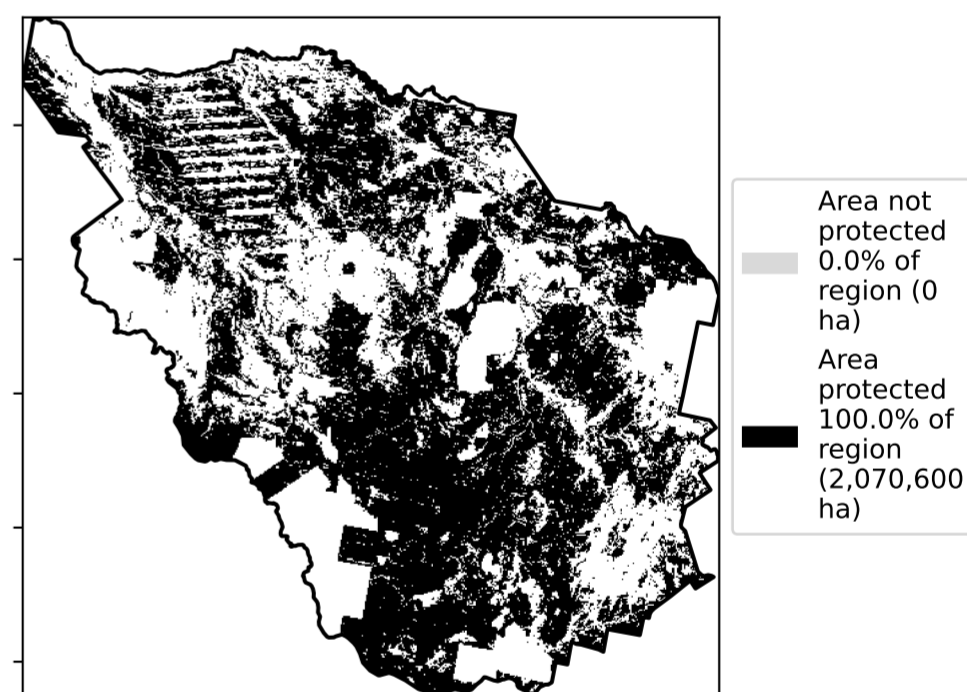 Area not
protected
0.0% of
region (0
ha)
Area
protected
100.0% of
region
(2,070,600
ha)